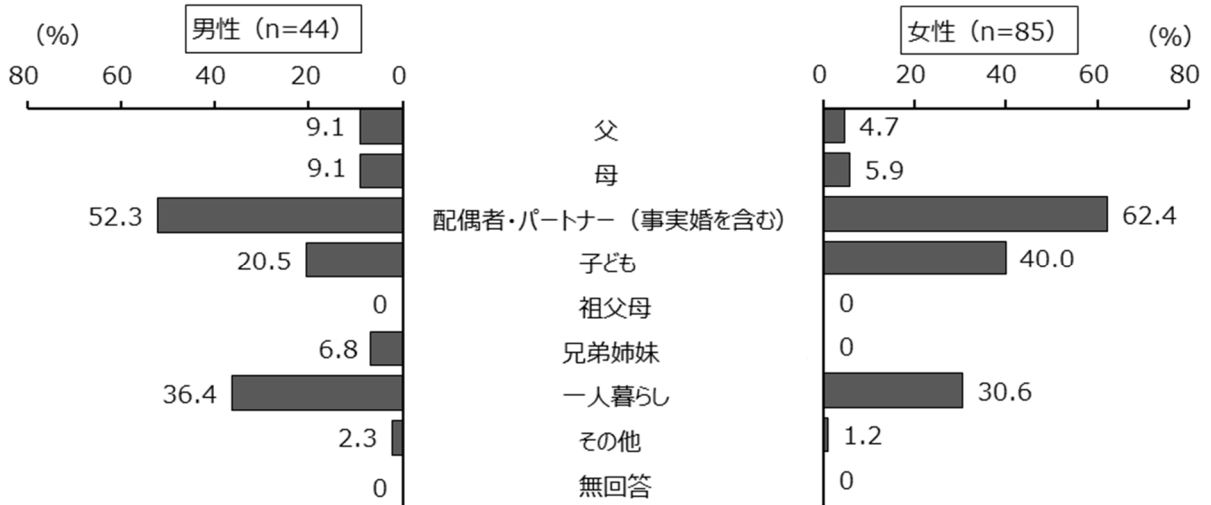 男性（n=44）
女性（n=85）
（%）
（%）
80 60 40 20 0
0 20 40 60 80
9.1 父 4.7
9.1 母 5.9
52.3 配偶者・パートナー（事実婚を含む） 62.4
20.5 子ども 40.0
0 祖父母 0
6.8 兄弟姉妹 0
36.4 一人暮らし 30.6
2.3 その他 1.2
0 無回答 0